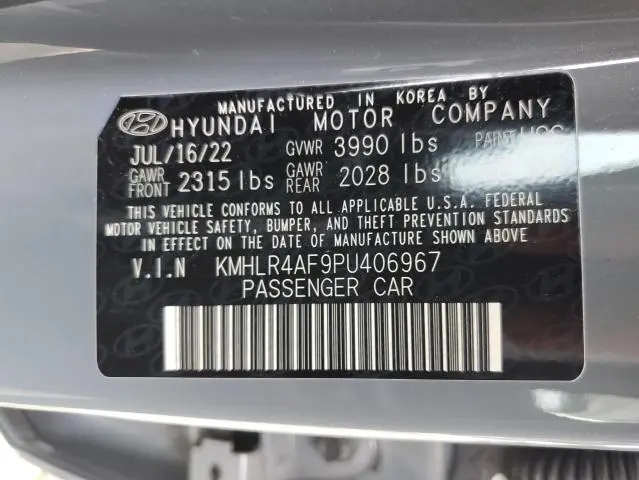 MANUFACTURED IN KOREA BY
HYUNDAI MOTOR COMPANY
JUL/16/22 GVWR 3990 lbs PAINT
GAWR FRONT 2315 lbs GAWR REAR 2028 lbs
THIS VEHICLE CONFORMS TO ALL APPLICABLE U.S.A. FEDERAL
MOTOR VEHICLE SAFETY, BUMPER, AND THEFT PREVENTION STANDARDS
IN EFFECT ON THE DATE OF MANUFACTURE SHOWN ABOVE.
V.I.N KMHLR4AF9PU406967
PASSENGER CAR